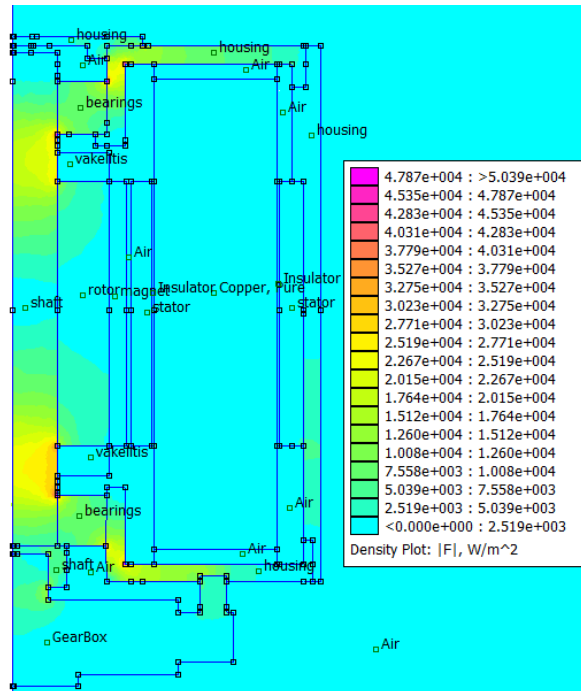 housing
housing
Air
Air
bearings
Air
housing
vakelitis
Air
Insulator
rotor magnet Insulator Copper, Pure
shaft
stator
stator
vakelitis
bearings
Air
Air
shaft
Air
housing
GearBox
Air
4.787e+004 : >5.039e+004
4.535e+004 : 4.787e+004
4.283e+004 : 4.535e+004
4.031e+004 : 4.283e+004
3.779e+004 : 4.031e+004
3.527e+004 : 3.779e+004
3.275e+004 : 3.527e+004
3.023e+004 : 3.275e+004
2.771e+004 : 3.023e+004
2.519e+004 : 2.771e+004
2.267e+004 : 2.519e+004
2.015e+004 : 2.267e+004
1.764e+004 : 2.015e+004
1.512e+004 : 1.764e+004
1.260e+004 : 1.512e+004
1.008e+004 : 1.260e+004
7.558e+003 : 1.008e+004
5.039e+003 : 7.558e+003
2.519e+003 : 5.039e+003
<0.000e+000 : 2.519e+003
Density Plot: |F|, W/m^2